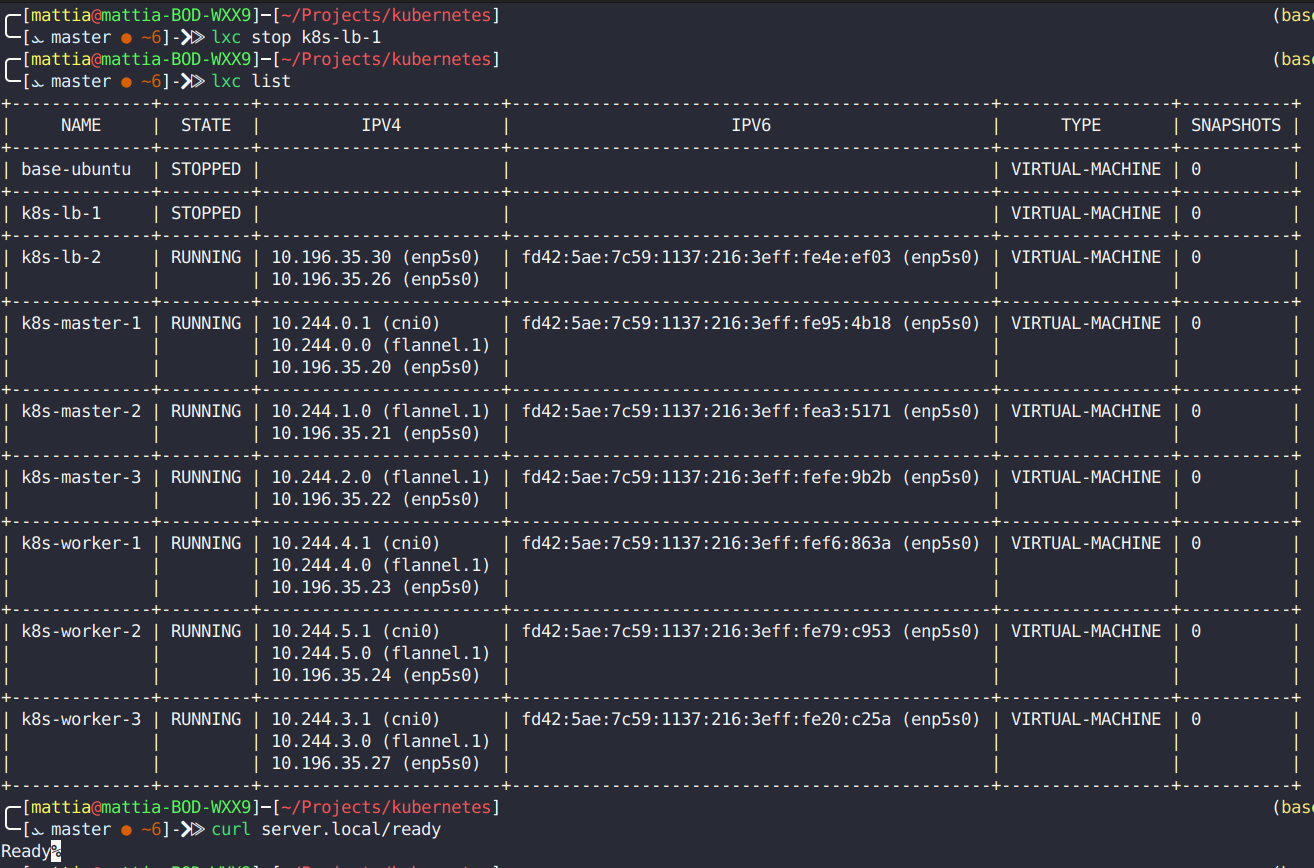 [mattia@mattia-BOD-WXX9]-[~/Projects/kubernetes] (base
[master ● ~6]-> lxc stop k8s-lb-1
[mattia@mattia-BOD-WXX9]-[~/Projects/kubernetes] (base
[master ● ~6]-> lxc list
+--------------+---------+------------------------+------------------------------------------------+-----------------+-----------+
| NAME | STATE | IPV4 | IPV6 | TYPE | SNAPSHOTS |
+--------------+---------+------------------------+------------------------------------------------+-----------------+-----------+
| base-ubuntu | STOPPED | | | VIRTUAL-MACHINE | 0 |
+--------------+---------+------------------------+------------------------------------------------+-----------------+-----------+
| k8s-lb-1 | STOPPED | | | VIRTUAL-MACHINE | 0 |
+--------------+---------+------------------------+------------------------------------------------+-----------------+-----------+
| k8s-lb-2 | RUNNING | 10.196.35.30 (enp5s0) | fd42:5ae:7c59:1137:216:3eff:fe4e:ef03 (enp5s0) | VIRTUAL-MACHINE | 0 |
| | | 10.196.35.26 (enp5s0) | | | |
+--------------+---------+------------------------+------------------------------------------------+-----------------+-----------+
| k8s-master-1 | RUNNING | 10.244.0.1 (cni0) | fd42:5ae:7c59:1137:216:3eff:fe95:4b18 (enp5s0) | VIRTUAL-MACHINE | 0 |
| | | 10.244.0.0 (flannel.1) | | | |
| | | 10.196.35.20 (enp5s0) | | | |
+--------------+---------+------------------------+------------------------------------------------+-----------------+-----------+
| k8s-master-2 | RUNNING | 10.244.1.0 (flannel.1) | fd42:5ae:7c59:1137:216:3eff:fea3:5171 (enp5s0) | VIRTUAL-MACHINE | 0 |
| | | 10.196.35.21 (enp5s0) | | | |
+--------------+---------+------------------------+------------------------------------------------+-----------------+-----------+
| k8s-master-3 | RUNNING | 10.244.2.0 (flannel.1) | fd42:5ae:7c59:1137:216:3eff:fefe:9b2b (enp5s0) | VIRTUAL-MACHINE | 0 |
| | | 10.196.35.22 (enp5s0) | | | |
+--------------+---------+------------------------+------------------------------------------------+-----------------+-----------+
| k8s-worker-1 | RUNNING | 10.244.4.1 (cni0) | fd42:5ae:7c59:1137:216:3eff:fef6:863a (enp5s0) | VIRTUAL-MACHINE | 0 |
| | | 10.244.4.0 (flannel.1) | | | |
| | | 10.196.35.23 (enp5s0) | | | |
+--------------+---------+------------------------+------------------------------------------------+-----------------+-----------+
| k8s-worker-2 | RUNNING | 10.244.5.1 (cni0) | fd42:5ae:7c59:1137:216:3eff:fe79:c953 (enp5s0) | VIRTUAL-MACHINE | 0 |
| | | 10.244.5.0 (flannel.1) | | | |
| | | 10.196.35.24 (enp5s0) | | | |
+--------------+---------+------------------------+------------------------------------------------+-----------------+-----------+
| k8s-worker-3 | RUNNING | 10.244.3.1 (cni0) | fd42:5ae:7c59:1137:216:3eff:fe20:c25a (enp5s0) | VIRTUAL-MACHINE | 0 |
| | | 10.244.3.0 (flannel.1) | | | |
| | | 10.196.35.27 (enp5s0) | | | |
+--------------+---------+------------------------+------------------------------------------------+-----------------+-----------+
[mattia@mattia-BOD-WXX9]-[~/Projects/kubernetes] (base
[master ● ~6]-> curl server.local/ready
Ready%